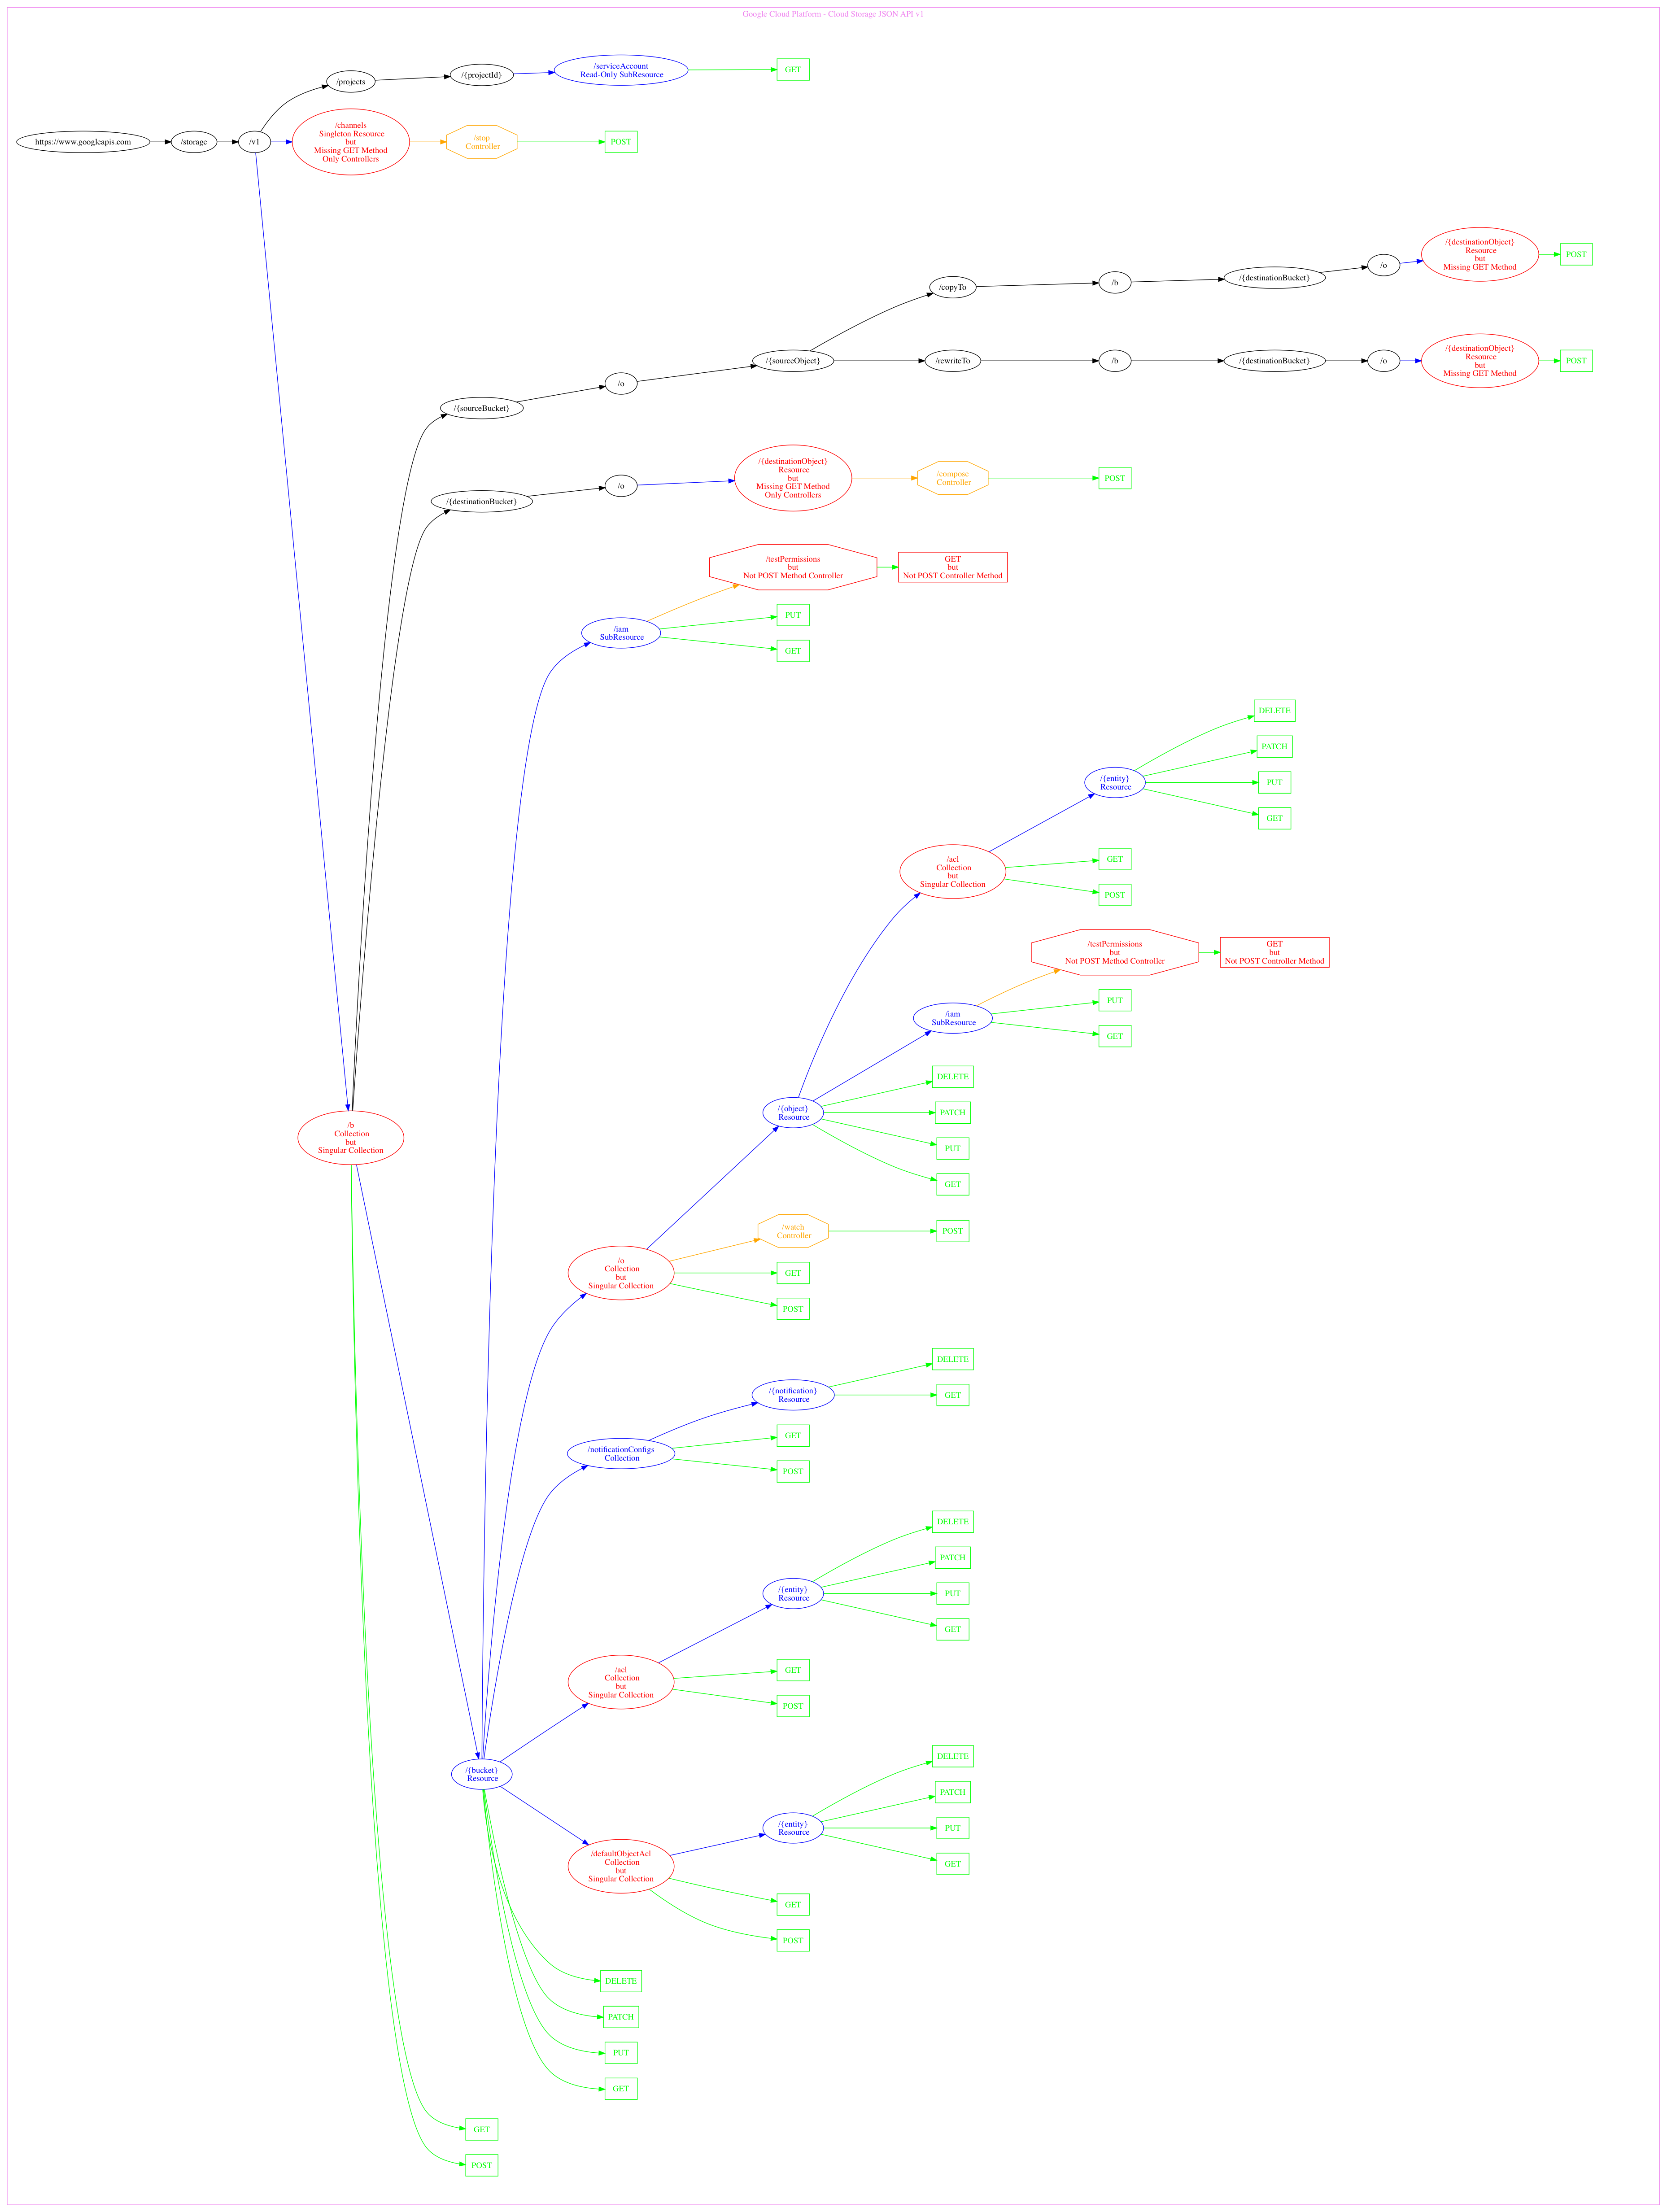 Google Cloud Platform - Cloud Storage JSON API v1
https://www.googleapis.com
/storage
/v1
/projects
/{projectId}
/serviceAccount
Read-Only SubResource
GET
/channels
Singleton Resource
but
Missing GET Method
Only Controllers
/stop
Controller
POST
/{sourceBucket}
/o
/{sourceObject}
/copyTo
/b
/{destinationBucket}
/o
/{destinationObject}
Resource
but
Missing GET Method
POST
/rewriteTo
/b
/{destinationBucket}
/o
/{destinationObject}
Resource
but
Missing GET Method
POST
/{destinationBucket}
/o
/{destinationObject}
Resource
but
Missing GET Method
Only Controllers
/compose
Controller
POST
/iam
SubResource
/testPermissions
but
Not POST Method Controller
GET
but
Not POST Controller Method
PUT
GET
/acl
Collection
but
Singular Collection
/{entity}
Resource
DELETE
PATCH
PUT
GET
GET
POST
/iam
SubResource
/testPermissions
but
Not POST Method Controller
GET
but
Not POST Controller Method
PUT
GET
/{object}
Resource
DELETE
PATCH
PUT
GET
/b
Collection
but
Singular Collection
/o
Collection
but
Singular Collection
/watch
Controller
POST
GET
POST
/notificationConfigs
Collection
/{notification}
Resource
DELETE
GET
GET
POST
/acl
Collection
but
Singular Collection
/{entity}
Resource
DELETE
PATCH
PUT
GET
GET
POST
/{bucket}
Resource
/defaultObjectAcl
Collection
but
Singular Collection
/{entity}
Resource
DELETE
PATCH
PUT
GET
GET
POST
DELETE
PATCH
PUT
GET
GET
POST